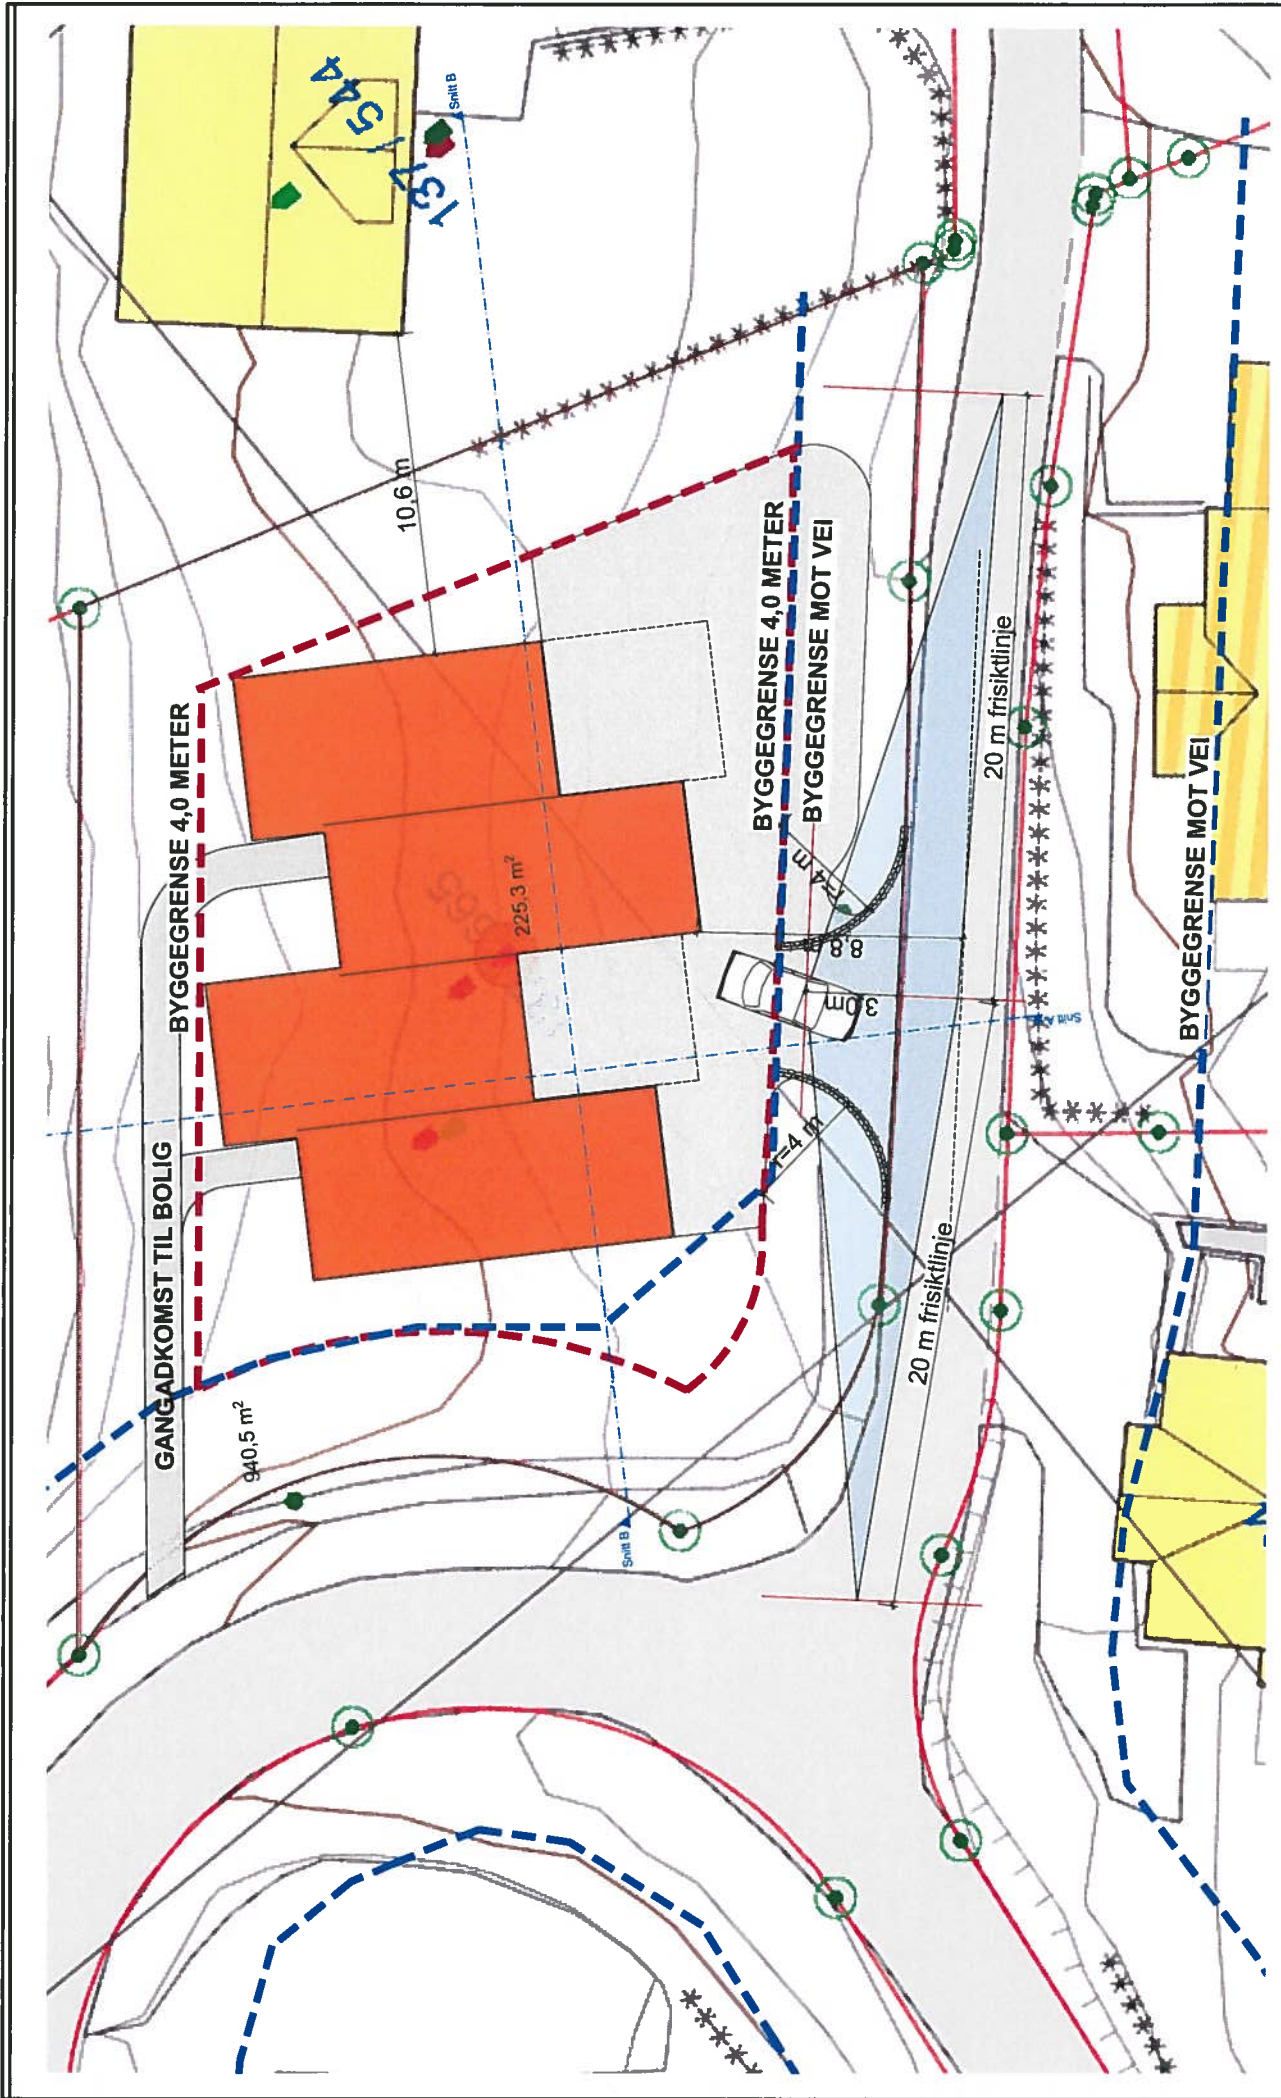 137 / 544
Snitt B
10,6 m
BYGGEGRENSE 4,0 METER
BYGGEGRENSE 4,0 METER
BYGGEGRENSE MOT VEI
20 m frisiktlinje
BYGGEGRENSE MOT VEI
225,3 m²
r=4 m
8,8
3,0m
Snitt A
r=4 m
GANGADKOMST TIL BOLIG
20 m frisiktlinje
940,5 m²
Snitt B